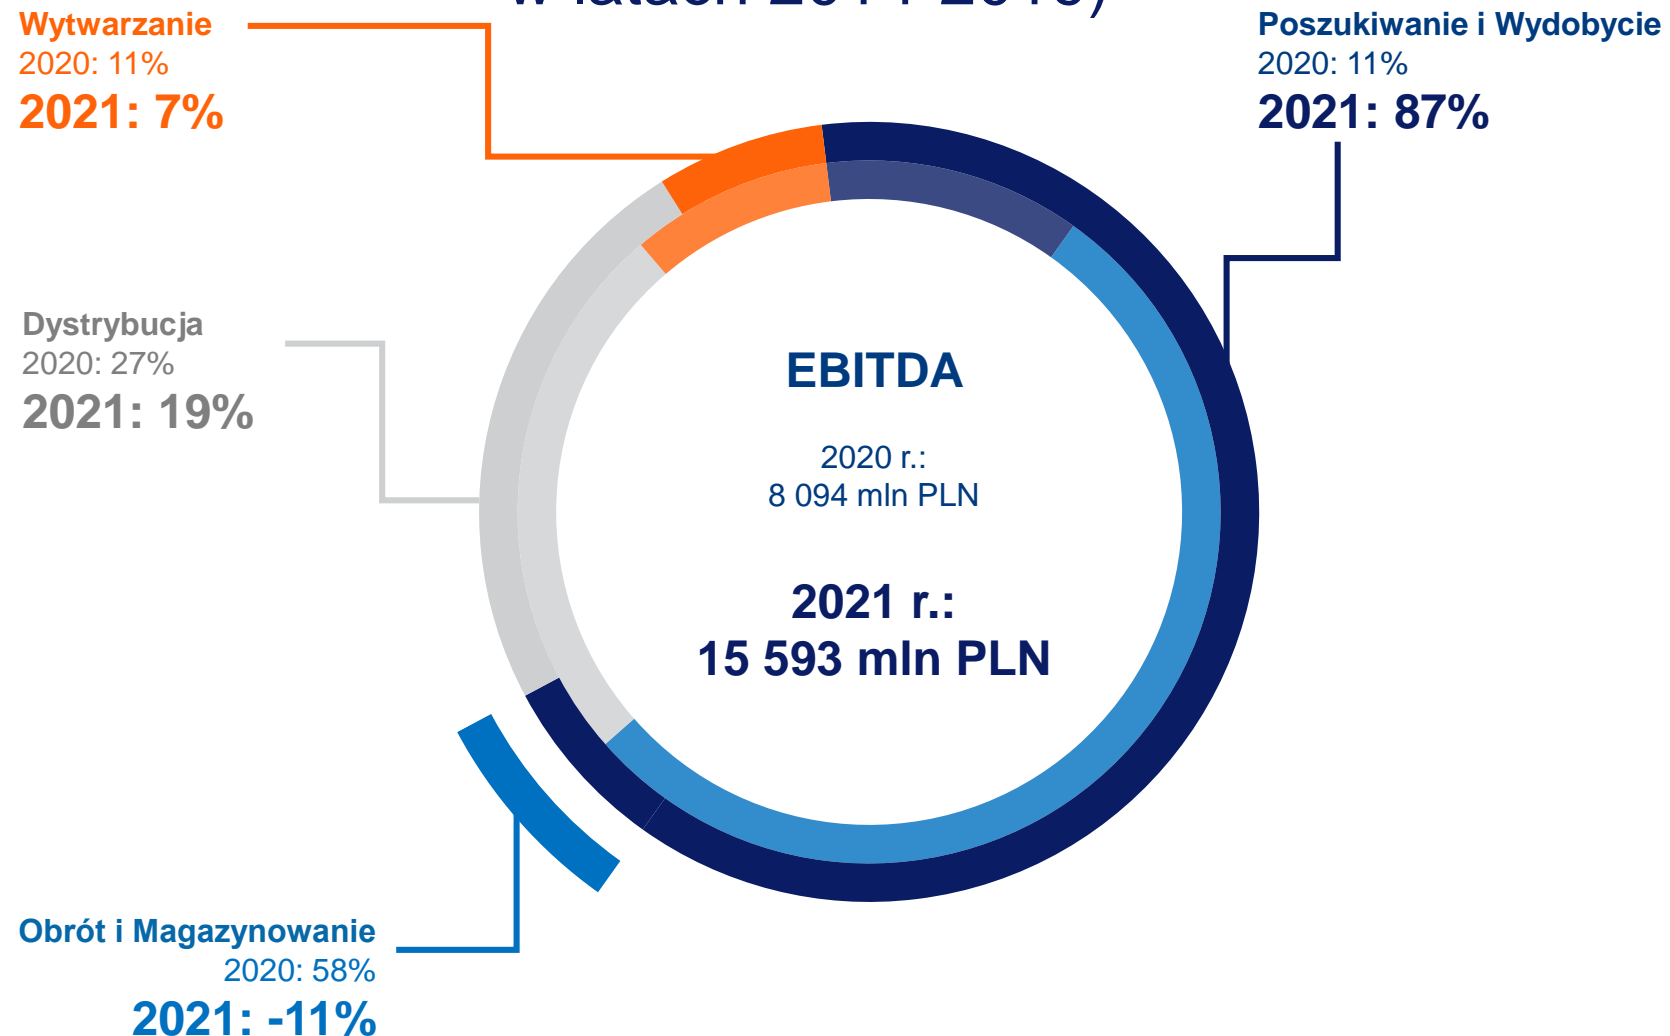 Wytwarzanie
2020: 11%
2021: 7%
Poszukiwanie i Wydobycie
2020: 11%
2021: 87%
Dystrybucja
2020: 27%
2021: 19%
EBITDA
2020 r.:
8 094 mln PLN
2021 r.:
15 593 mln PLN
Obrót i Magazynowanie
2020: 58%
2021: -11%